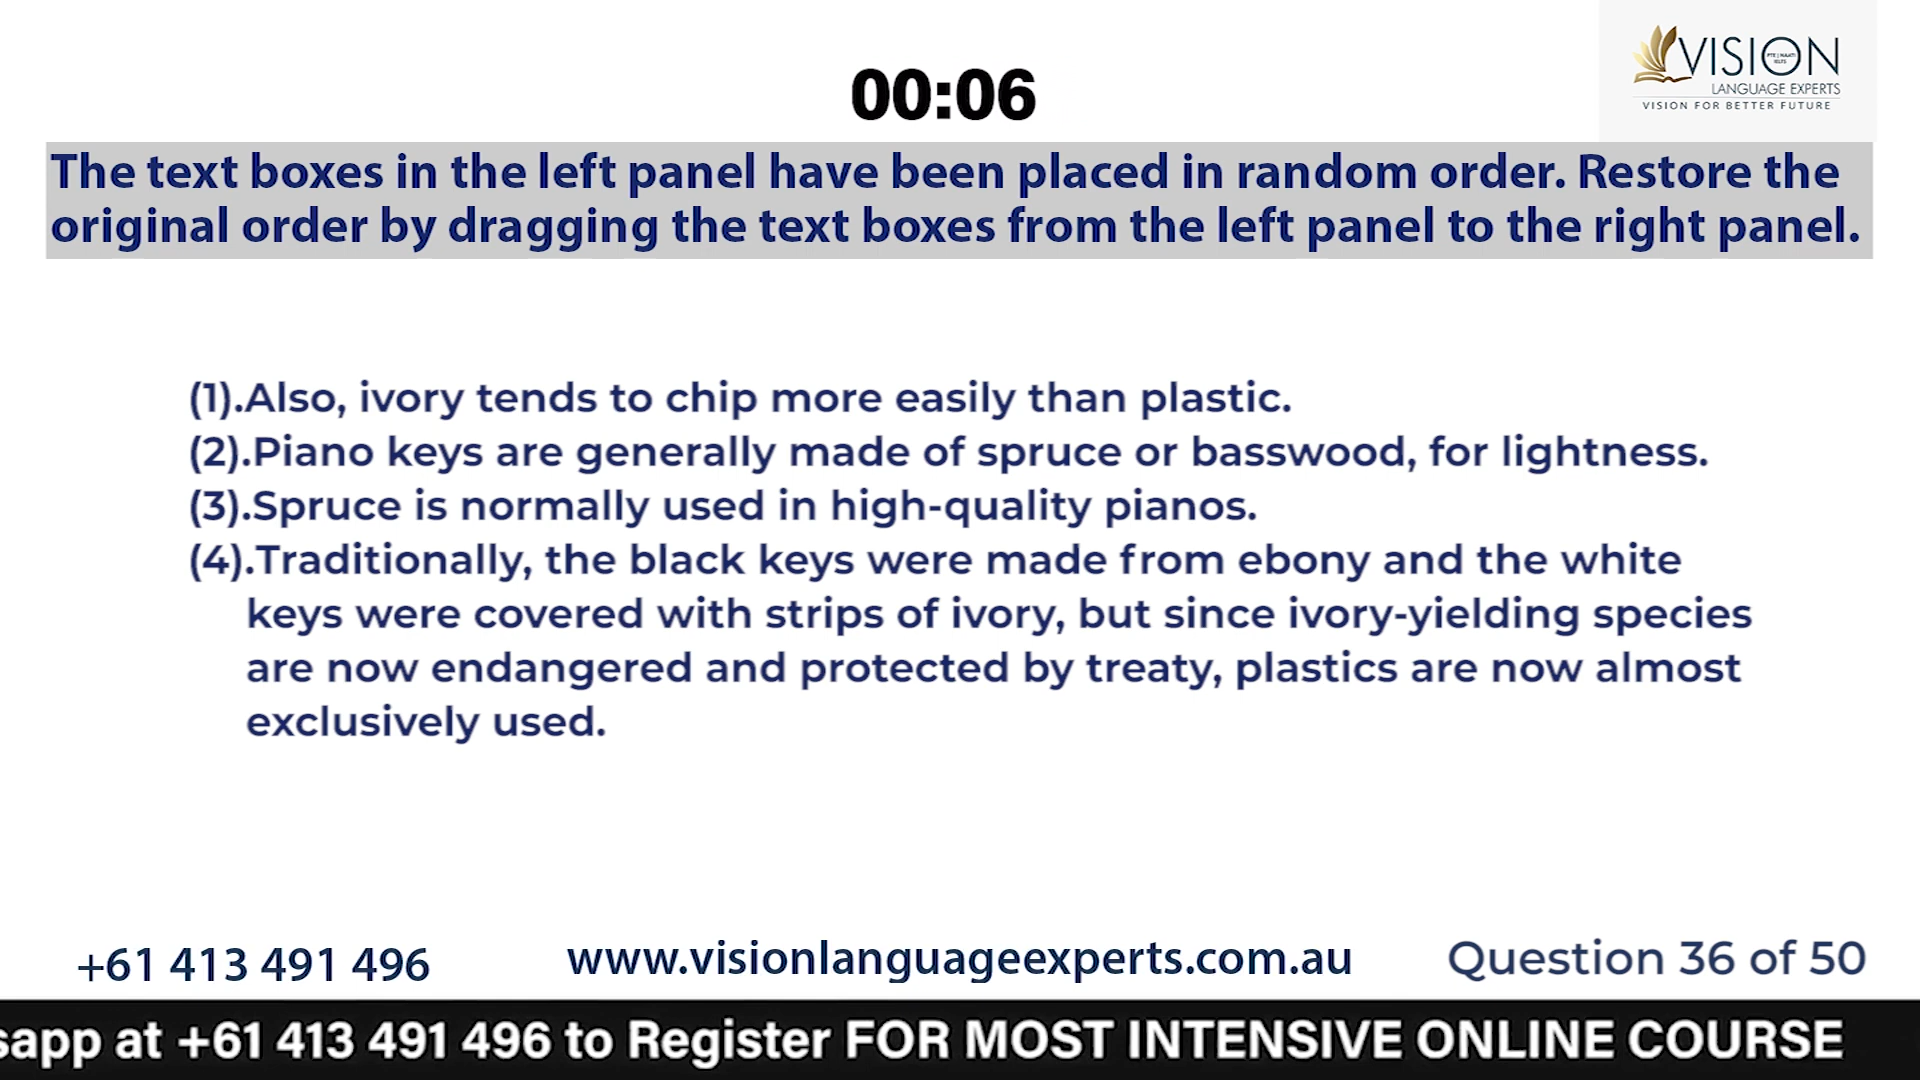 VISION
LANGUAGE EXPERTS
VISION FOR BETTER FUTURE
00:06
The text boxes in the left panel have been placed in random order. Restore the
original order by dragging the text boxes from the left panel to the right panel.
(1).Also, ivory tends to chip more easily than plastic.
(2).Piano keys are generally made of spruce or basswood, for lightness.
(3).Spruce is normally used in high-quality pianos.
(4).Traditionally, the black keys were made from ebony and the white
keys were covered with strips of ivory, but since ivory-yielding species
are now endangered and protected by treaty, plastics are now almost
exclusively used.
+61 413 491 496
www.visionlanguageexperts.com.au
Question 36 of 50
sapp at +61 413 491 496 to Register FOR MOST INTENSIVE ONLINE COURSE